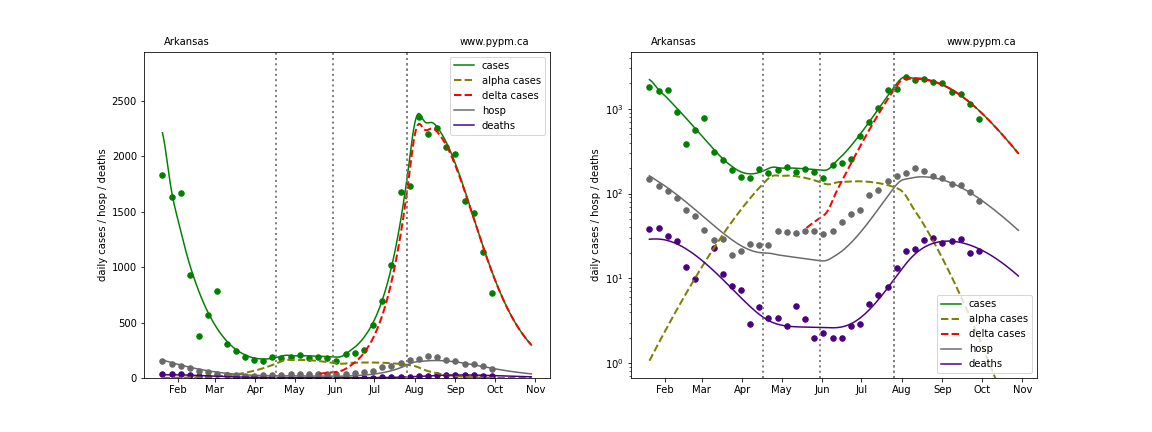 Arkansas www.pypm.ca
daily cases / hosp / deaths
2500
2000
1500
1000
500
0
cases
alpha cases
delta cases
hosp
deaths
Feb Mar Apr May Jun Jul Aug Sep Oct Nov
Arkansas www.pypm.ca
daily cases / hosp / deaths
10³
10²
10¹
10⁰
cases
alpha cases
delta cases
hosp
deaths
Feb Mar Apr May Jun Jul Aug Sep Oct Nov